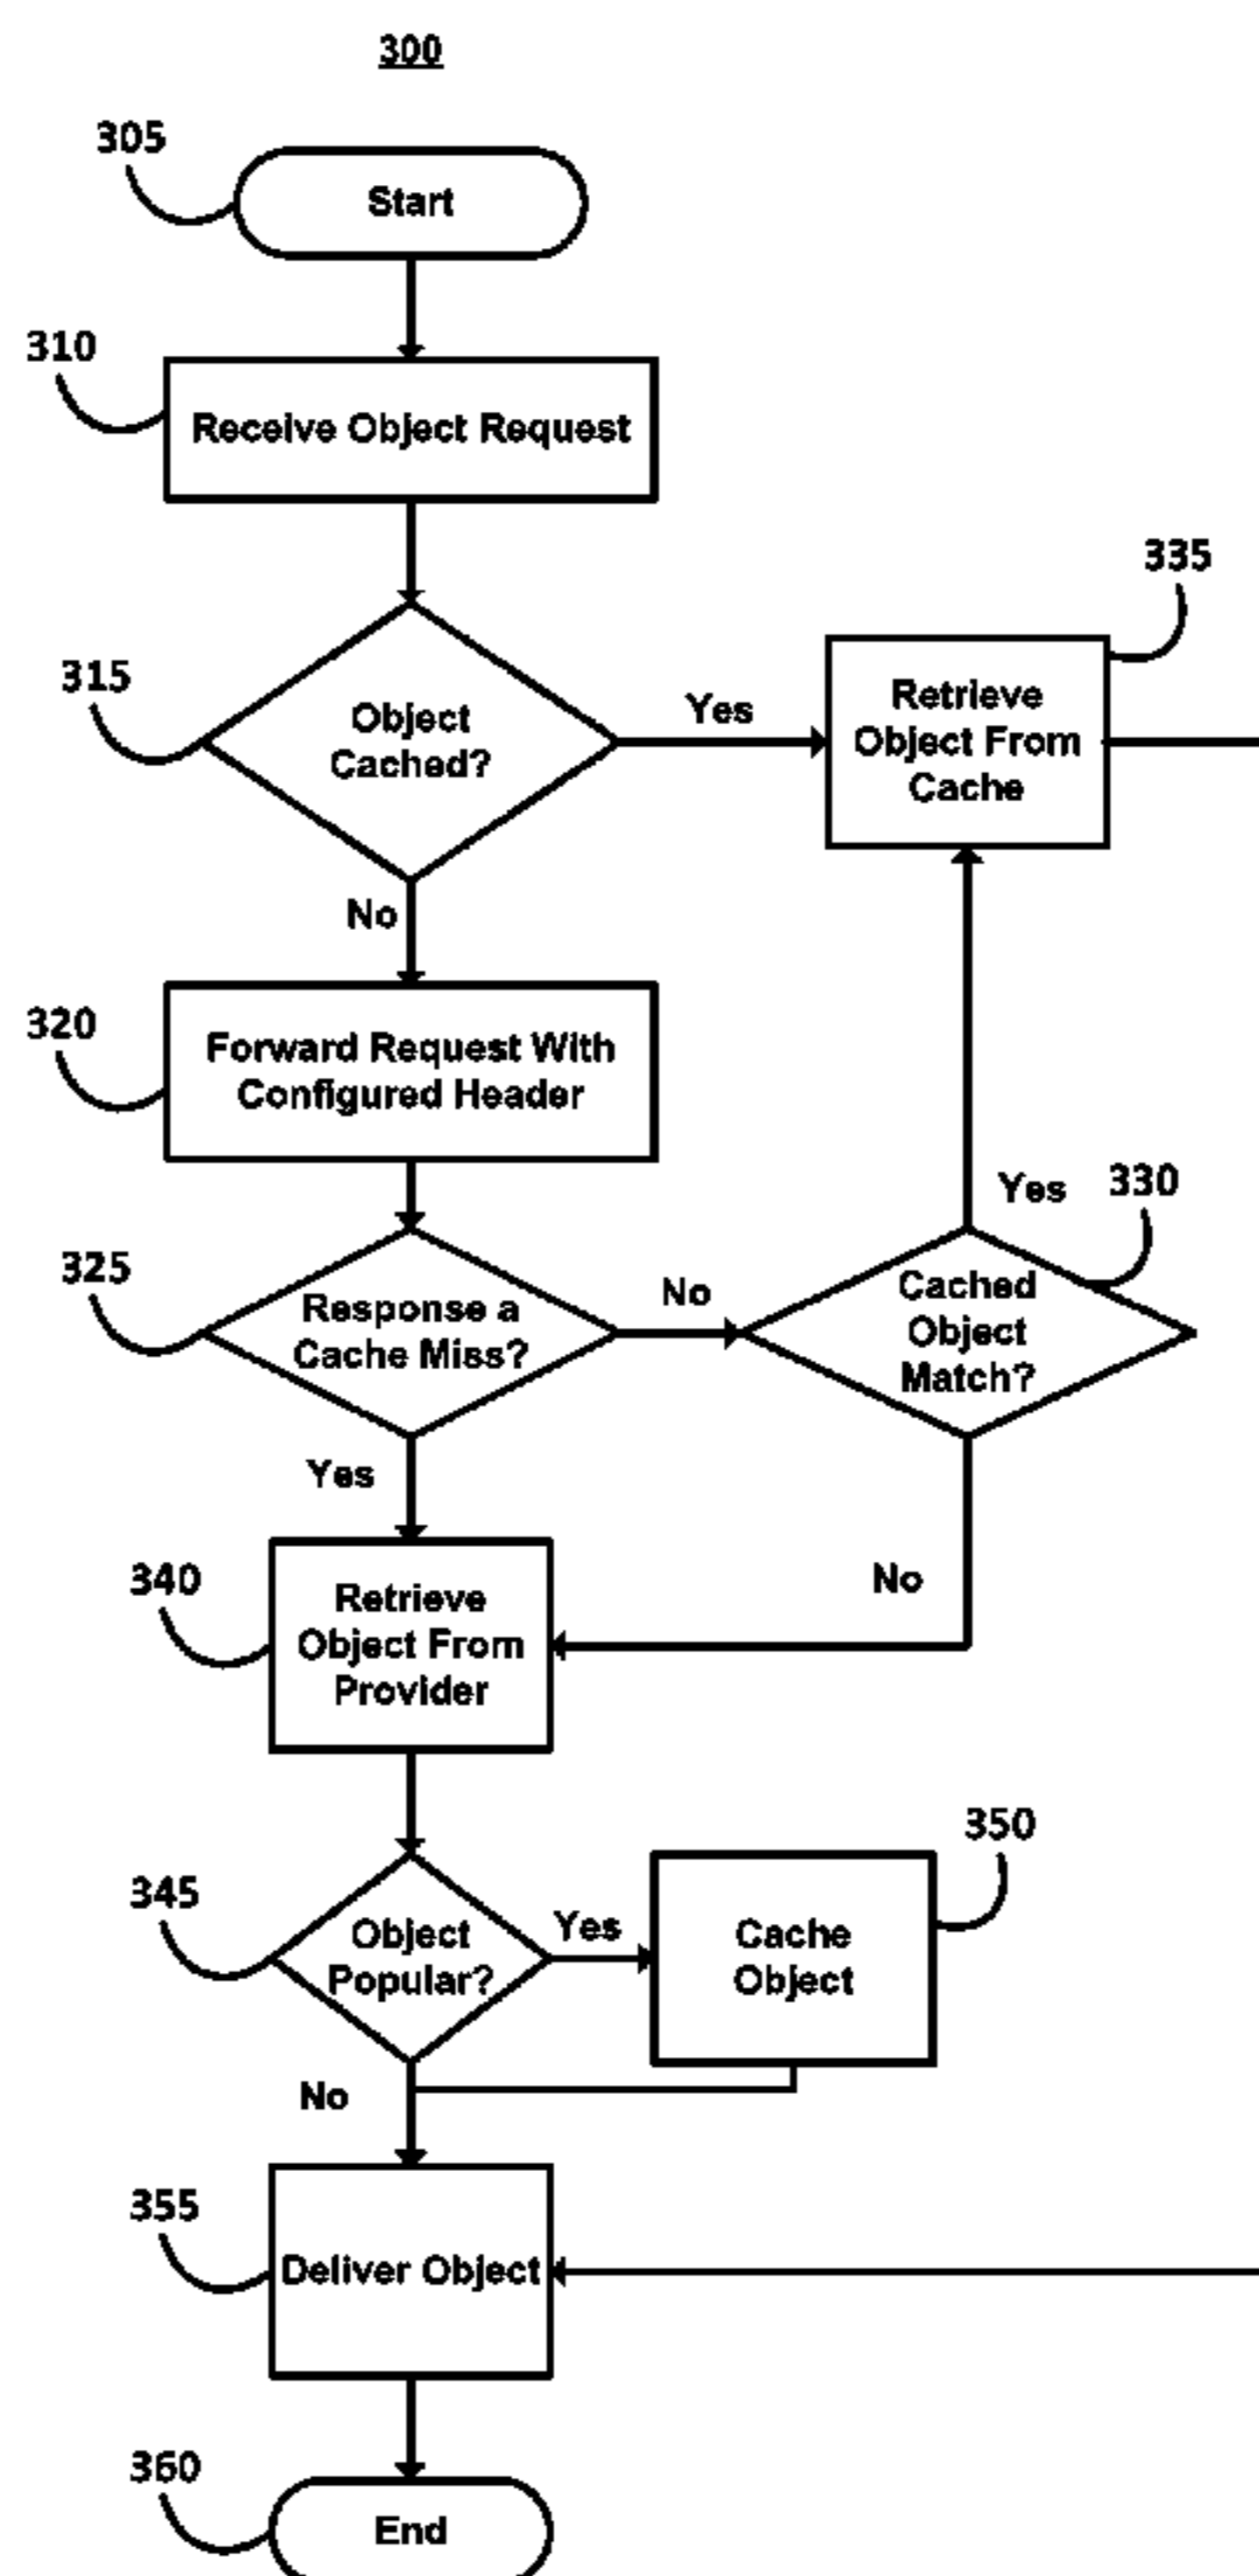 300
305
Start
310
Receive Object Request
335
315
Object
Cached?
Yes
Retrieve
Object From
Cache
No
320
Forward Request With
Configured Header
Yes
330
325
Response a
Cache Miss?
No
Cached
Object
Match?
Yes
No
340
Retrieve
Object From
Provider
350
345
Object
Popular?
Yes
Cache
Object
No
355
Deliver Object
360
End